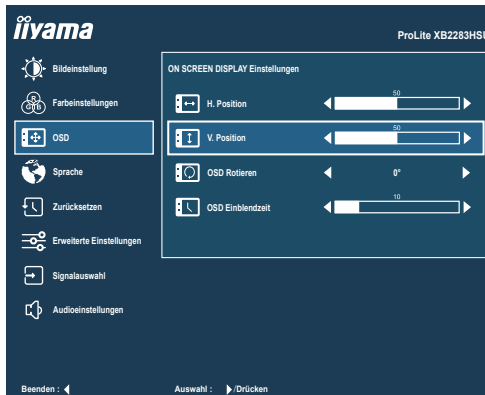 iiyama
ProLite XB2283HSU
Bildeinstellung
Farbeinstellungen
OSD
Sprache
Zurücksetzen
Erweiterte Einstellungen
Signalauswahl
Audioeinstellungen
ON SCREEN DISPLAY Einstellungen
H. Position
50
V. Position
50
OSD Rotieren
0°
OSD Einblendzeit
10
Beenden :
Auswahl : /Drücken